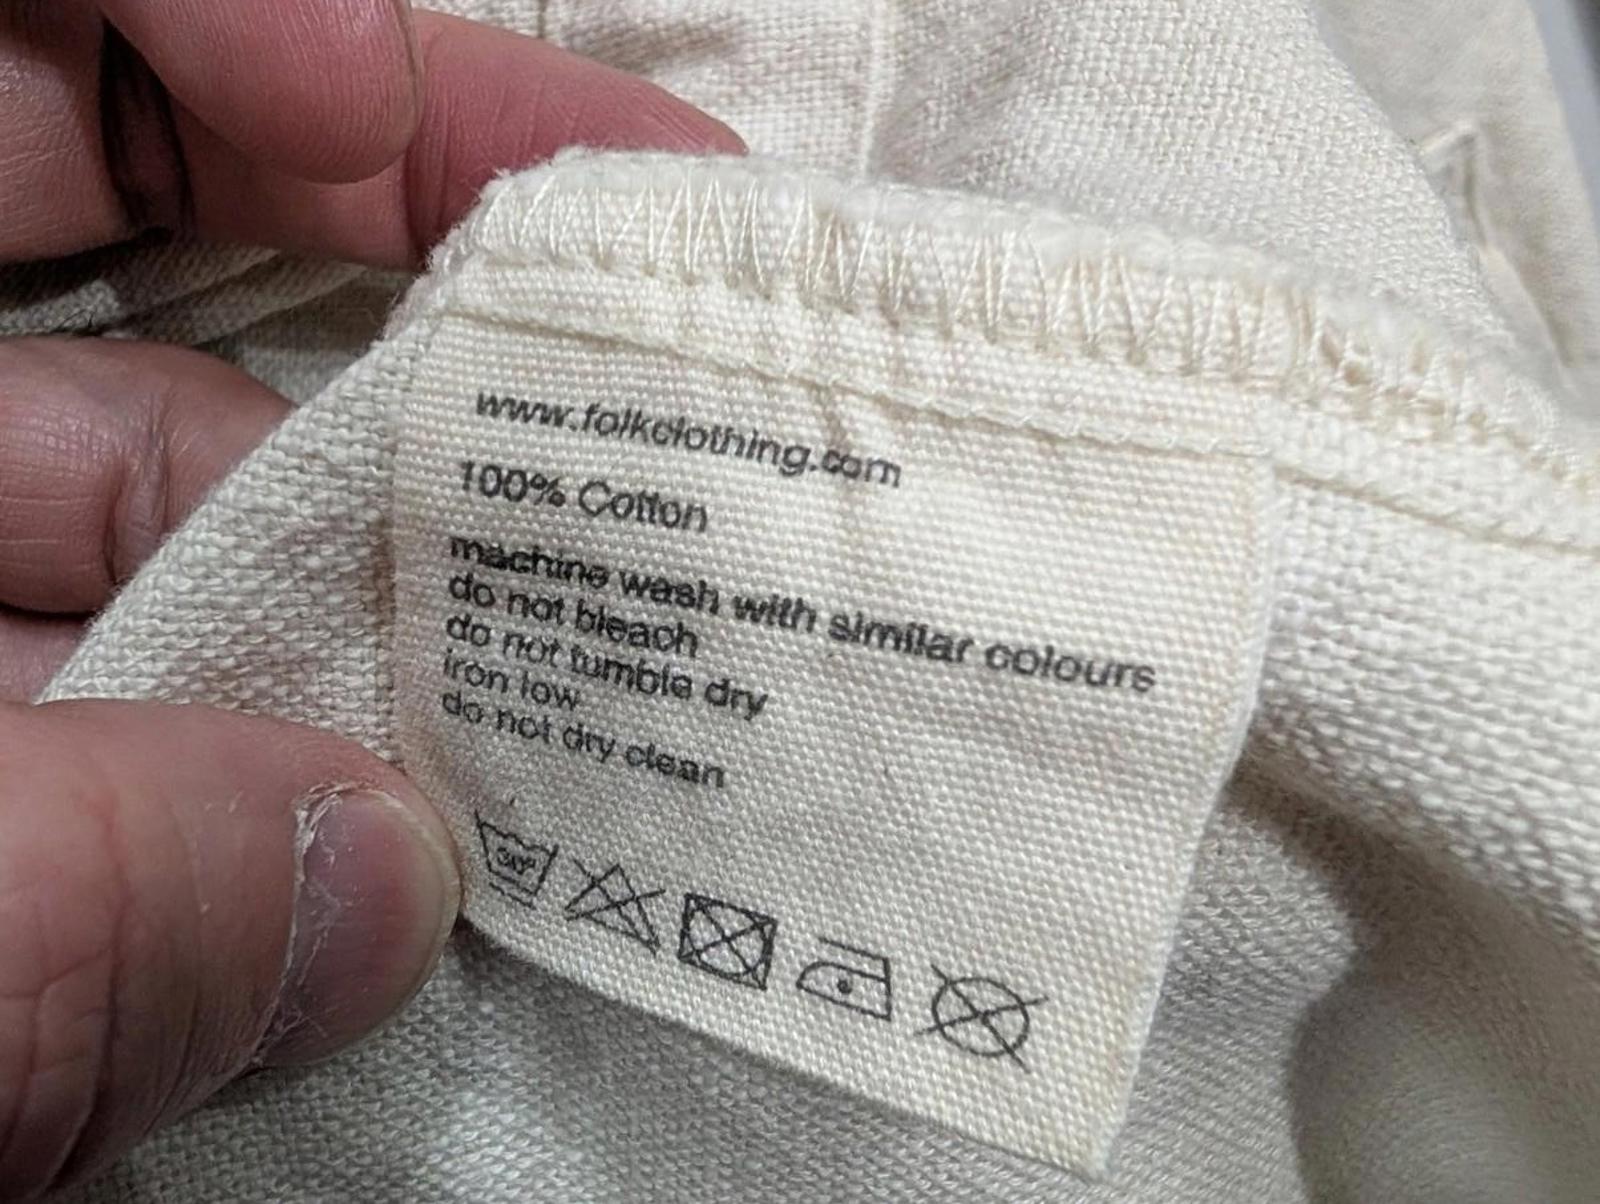 www.folkclothing.com
100% Cotton
machine wash with similar colours
do not bleach
do not tumble dry
iron low
do not dry clean
30°